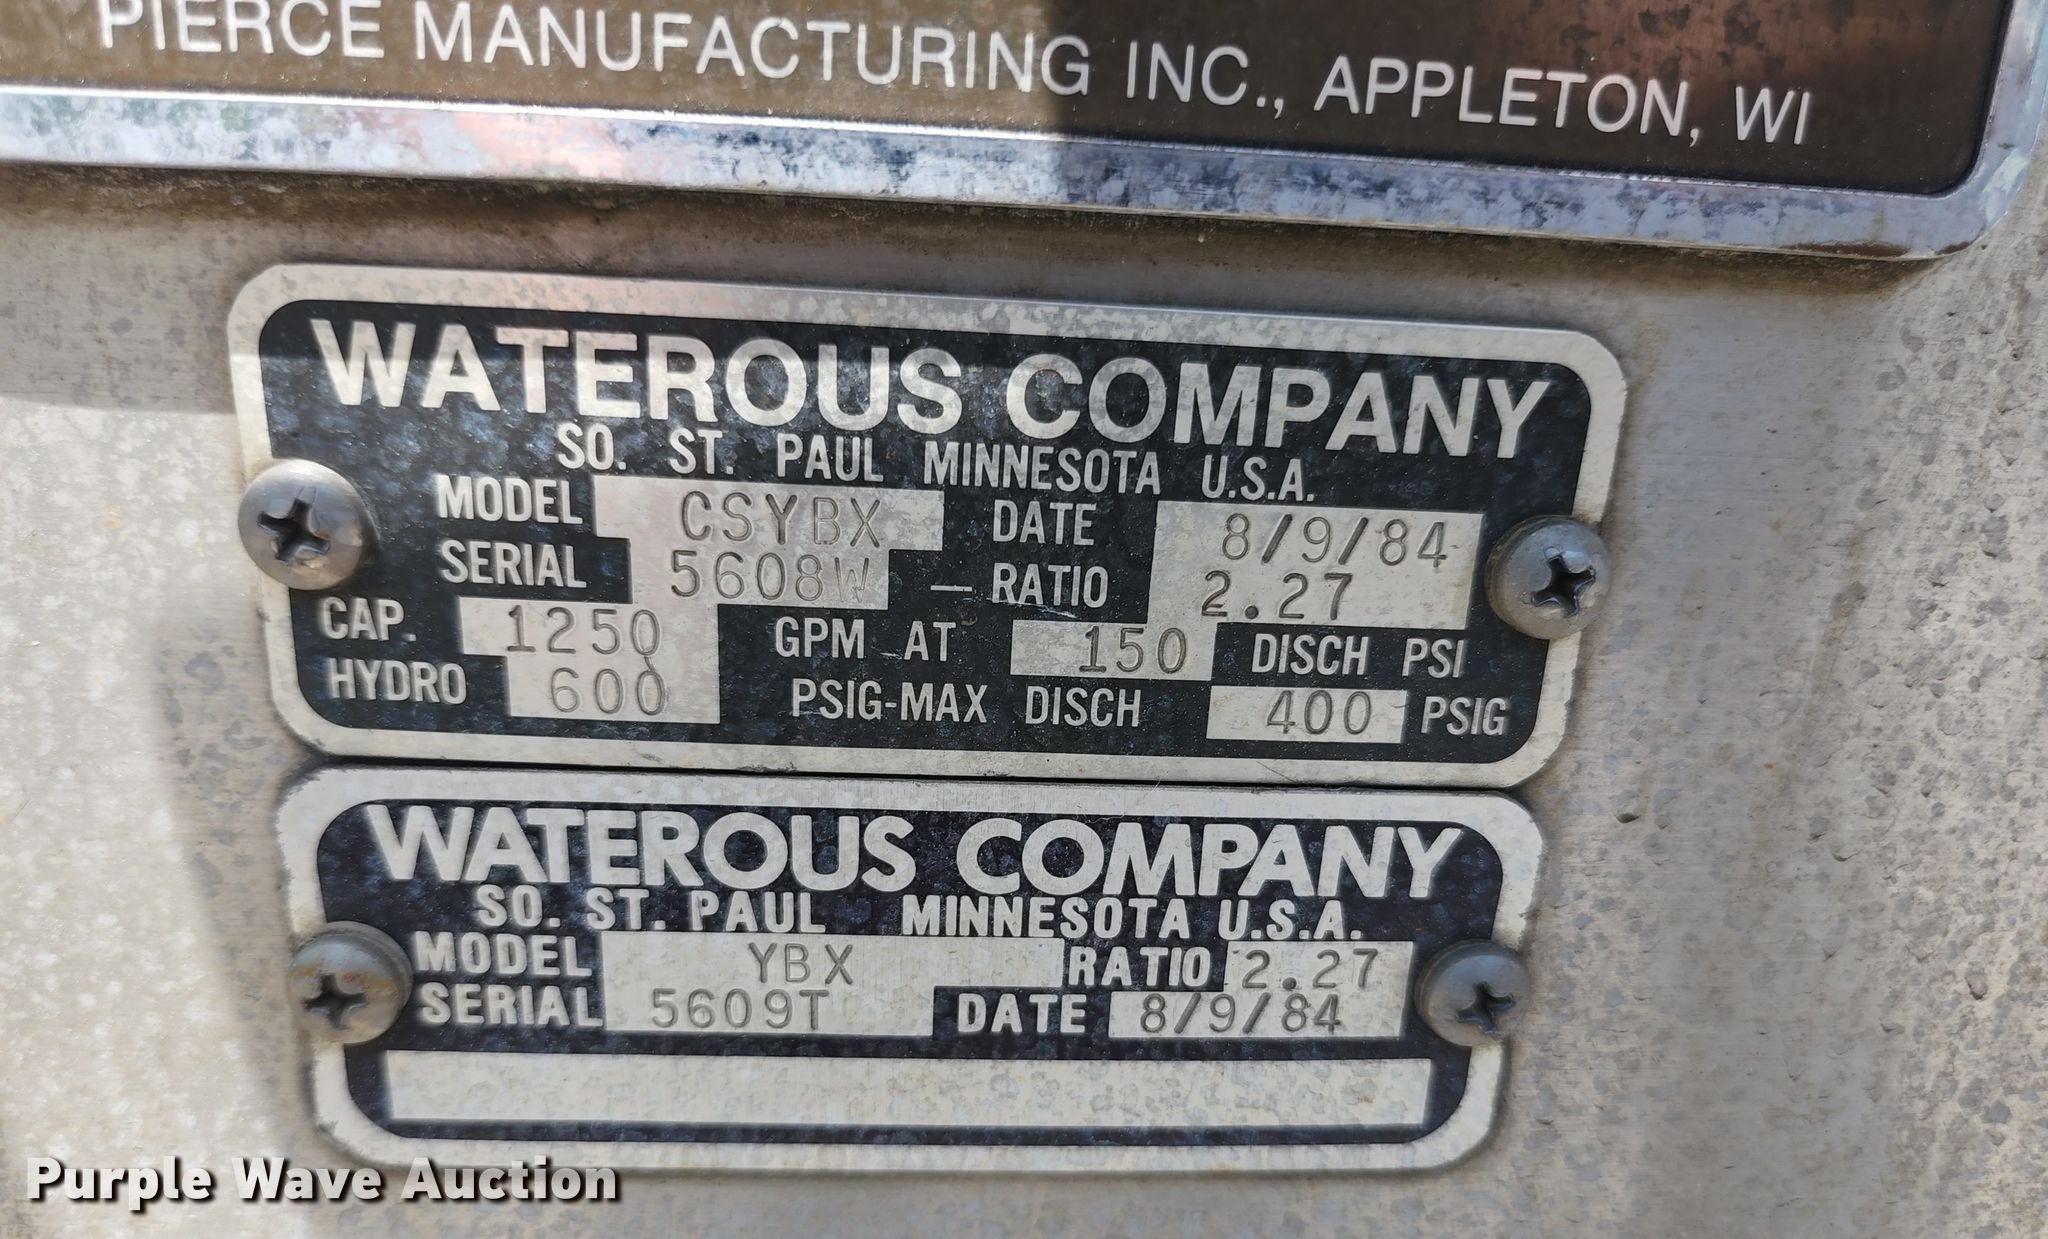 PIERCE MANUFACTURING INC., APPLETON, WI
WATEROUS COMPANY
SO. ST. PAUL MINNESOTA U.S.A.
MODEL CSYBX DATE 8/9/84
SERIAL 5608W — RATIO 2.27
CAP. 1250 GPM AT 150 DISCH PSI
HYDRO 600 PSIG-MAX DISCH 400 PSIG
WATEROUS COMPANY
SO. ST. PAUL MINNESOTA U.S.A.
MODEL YBX RATIO 2.27
SERIAL 5609T DATE 8/9/84
Purple Wave Auction